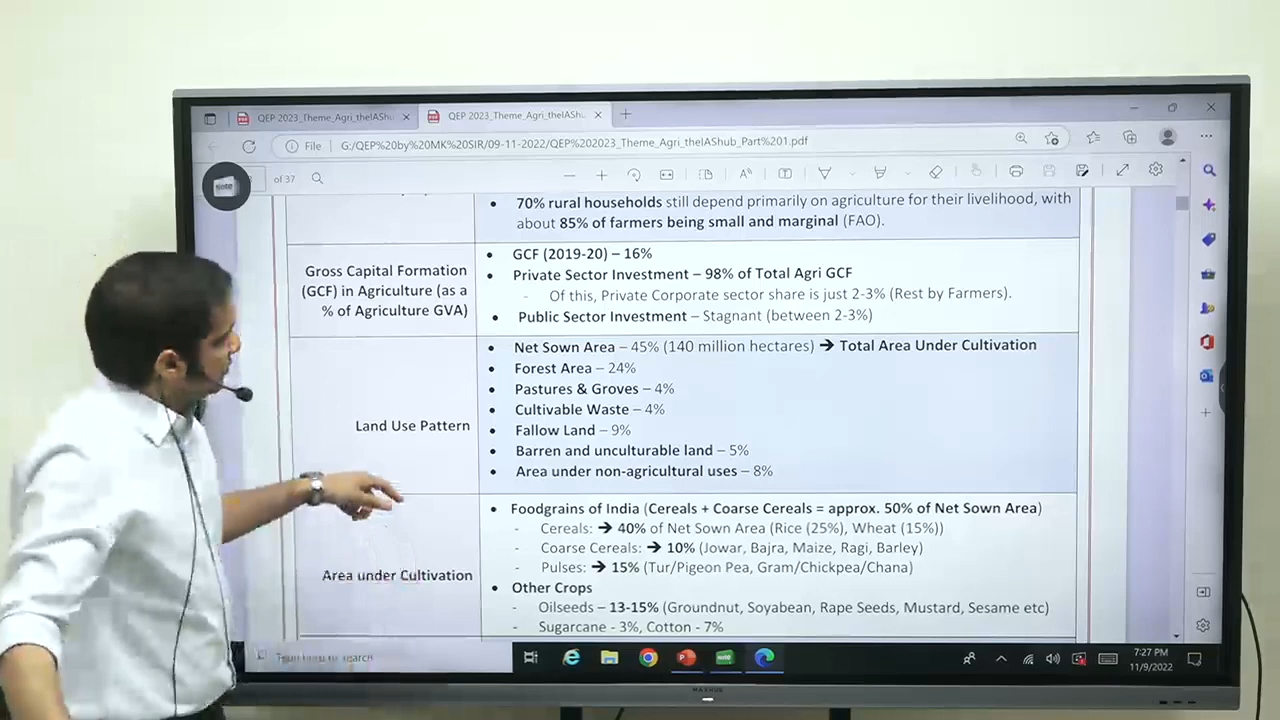 QEP 2023_Theme_Agri_theIAShu
QEP 2023_Theme_Agri_theIAShu
File
G:/QEP%20by%20MK%20SIR/09-11-2022/QEP%202023_Theme_Agri_theIAShub_Part%201.pdf
Note
of 37
70% rural households still depend primarily on agriculture for their livelihood, with
about 85% of farmers being small and marginal (FAO).
Gross Capital Formation
(GCF) in Agriculture (as a
% of Agriculture GVA)
• GCF (2019-20) – 16%
• Private Sector Investment – 98% of Total Agri GCF
- Of this, Private Corporate sector share is just 2-3% (Rest by Farmers).
• Public Sector Investment – Stagnant (between 2-3%)
Land Use Pattern
• Net Sown Area – 45% (140 million hectares) ➔ Total Area Under Cultivation
• Forest Area – 24%
• Pastures & Groves – 4%
• Cultivable Waste – 4%
• Fallow Land – 9%
• Barren and unculturable land – 5%
• Area under non-agricultural uses – 8%
Area under Cultivation
• Foodgrains of India (Cereals + Coarse Cereals = approx. 50% of Net Sown Area)
- Cereals: ➔ 40% of Net Sown Area (Rice (25%), Wheat (15%))
- Coarse Cereals: ➔ 10% (Jowar, Bajra, Maize, Ragi, Barley)
- Pulses: ➔ 15% (Tur/Pigeon Pea, Gram/Chickpea/Chana)
• Other Crops
- Oilseeds – 13-15% (Groundnut, Soyabean, Rape Seeds, Mustard, Sesame etc)
- Sugarcane - 3%, Cotton - 7%
Type here to search
7:27 PM
11/9/2022
MAXHUB